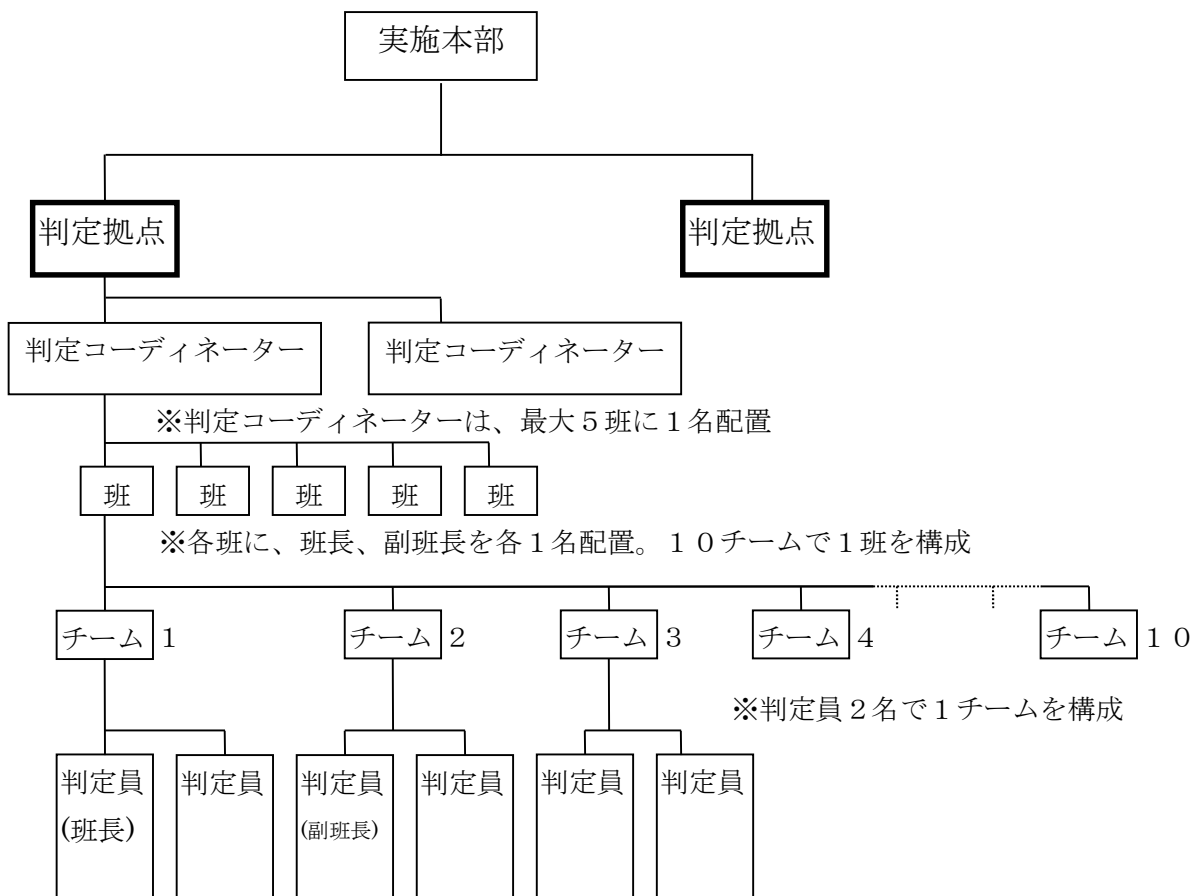 実施本部
判定拠点 判定拠点
判定コーディネーター 判定コーディネーター
※判定コーディネーターは、最大５班に１名配置
班 班 班 班 班
※各班に、班長、副班長を各１名配置。１０チームで１班を構成
チーム１ チーム２ チーム３ チーム４ チーム１０
※判定員２名で１チームを構成
判定員 判定員 判定員 判定員 判定員 判定員
(班長) (副班長)